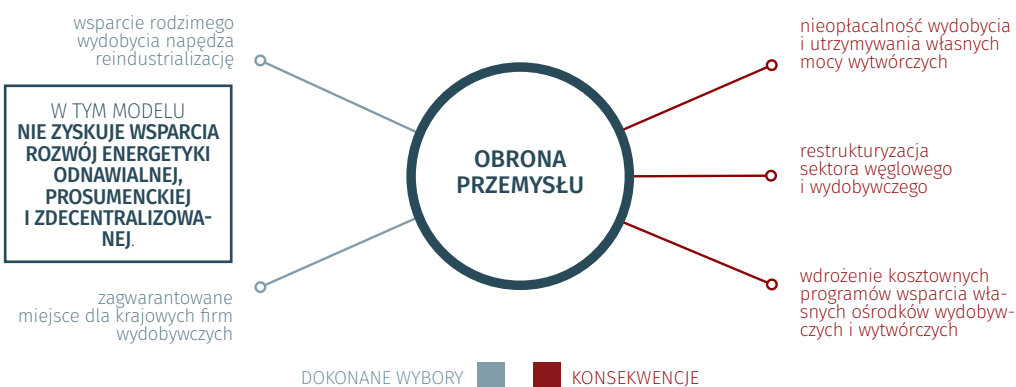 wsparcie rodzimego
wydobycia napędza
reindustrializację
W TYM MODELU
NIE ZYSKUJE WSPARCIA
ROZWÓJ ENERGETYKI
ODNAWIALNEJ,
PROSUMENCKIEJ
I ZDECENTRALIZOWA-
NEJ.
zagwarantowane
miejsce dla krajowych firm
wydobywczych
OBRONA
PRZEMYSŁU
nieopłacalność wydobycia
i utrzymywania własnych
mocy wytwórczych
restrukturyzacja
sektora węglowego
i wydobywczego
wdrożenie kosztownych
programów wsparcia wła-
snych ośrodków wydobyw-
czych i wytwórczych
DOKONANE WYBORY
KONSEKWENCJE